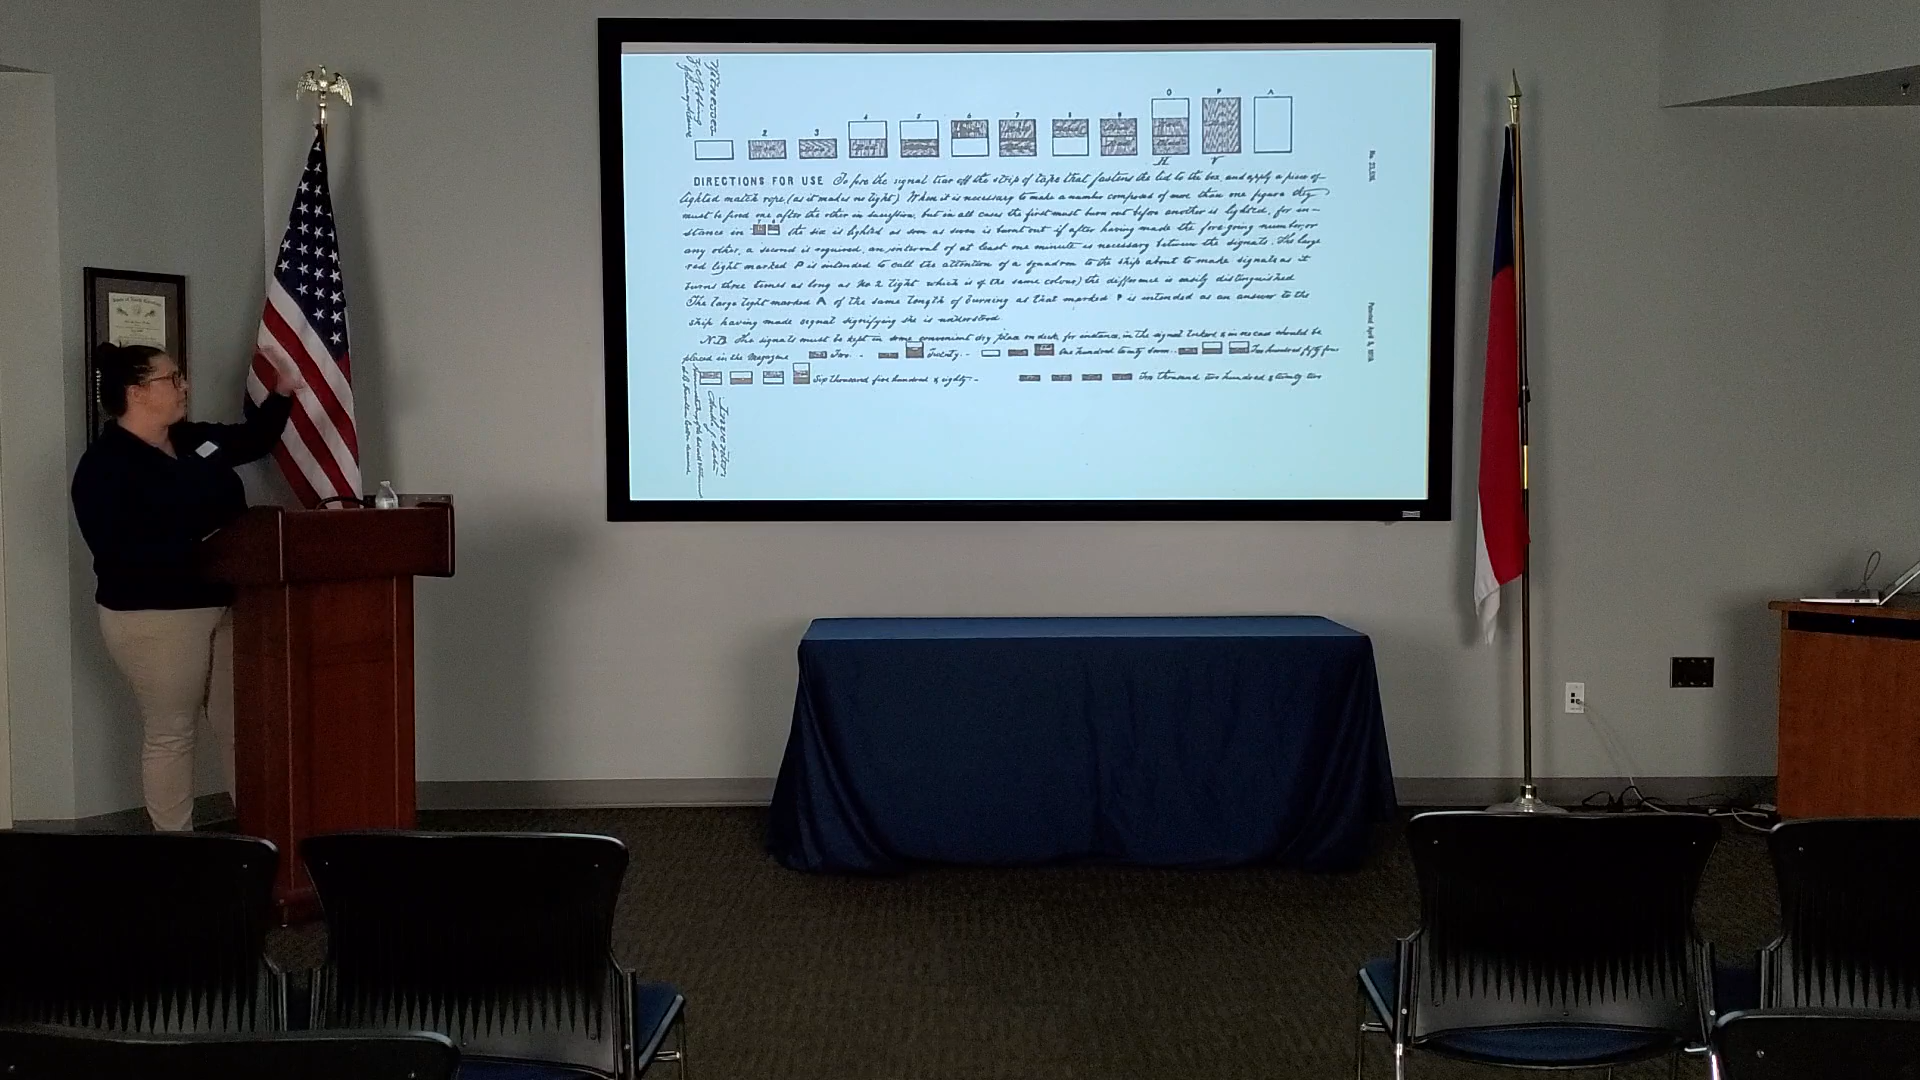 2 3 4 5 6 7 8 9 0 P A
H V
DIRECTIONS FOR USE To fire the signal tear off the strip of tape that fastens the lid to the box, and apply a piece of
lighted match rope (as it makes no light) When it is necessary to make a number composed of more than one figure they
must be fired one after the other in succession, but in all cases the first must burn out before another is lighted, for in-
stance in the six is lighted as soon as seven is burnt out if after having made the fore going number, or
any other, a second is required, an interval of at least one minute is necessary between the signals. The large
red light marked P is intended to call the attention of a squadron to the ship about to make signals as it
burns three times as long as No 2 light which is of the same colour) the difference is easily distinguished
The large light marked A of the same length of burning as that marked P is intended as an answer to the
ship having made signal signifying she is understood
N.B. The signals must be kept in some convenient dry place on deck, for instance, in the signal locker & in no case should be
placed in the Magazine Two. - Twenty. - One hundred Two hundred fifty four
Six thousand five hundred & eighty - Two thousand two hundred & twenty two
Witnesses
Inventor
No. 23,536
Patented April 5, 1859